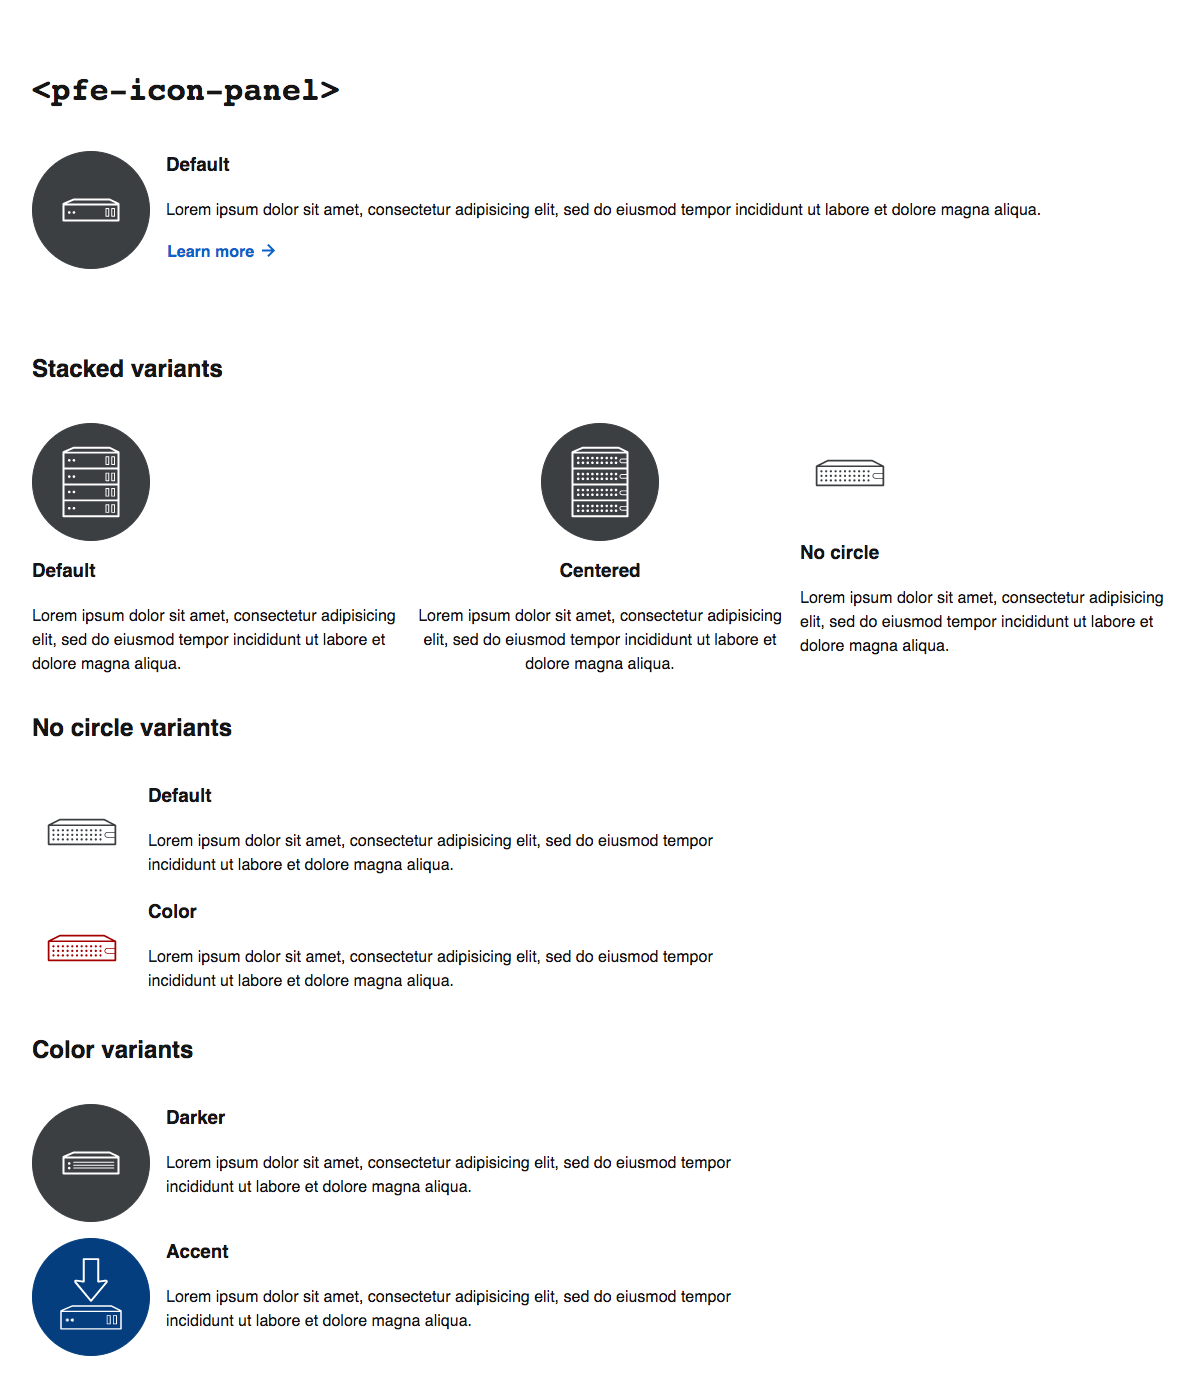 <pfe-icon-panel>
Default
Lorem ipsum dolor sit amet, consectetur adipisicing elit, sed do eiusmod tempor incididunt ut labore et dolore magna aliqua.
Learn more →
Stacked variants
Default
Lorem ipsum dolor sit amet, consectetur adipisicing
elit, sed do eiusmod tempor incididunt ut labore et
dolore magna aliqua.
Centered
Lorem ipsum dolor sit amet, consectetur adipisicing
elit, sed do eiusmod tempor incididunt ut labore et
dolore magna aliqua.
No circle
Lorem ipsum dolor sit amet, consectetur adipisicing
elit, sed do eiusmod tempor incididunt ut labore et
dolore magna aliqua.
No circle variants
Default
Lorem ipsum dolor sit amet, consectetur adipisicing elit, sed do eiusmod tempor
incididunt ut labore et dolore magna aliqua.
Color
Lorem ipsum dolor sit amet, consectetur adipisicing elit, sed do eiusmod tempor
incididunt ut labore et dolore magna aliqua.
Color variants
Darker
Lorem ipsum dolor sit amet, consectetur adipisicing elit, sed do eiusmod tempor
incididunt ut labore et dolore magna aliqua.
Accent
Lorem ipsum dolor sit amet, consectetur adipisicing elit, sed do eiusmod tempor
incididunt ut labore et dolore magna aliqua.